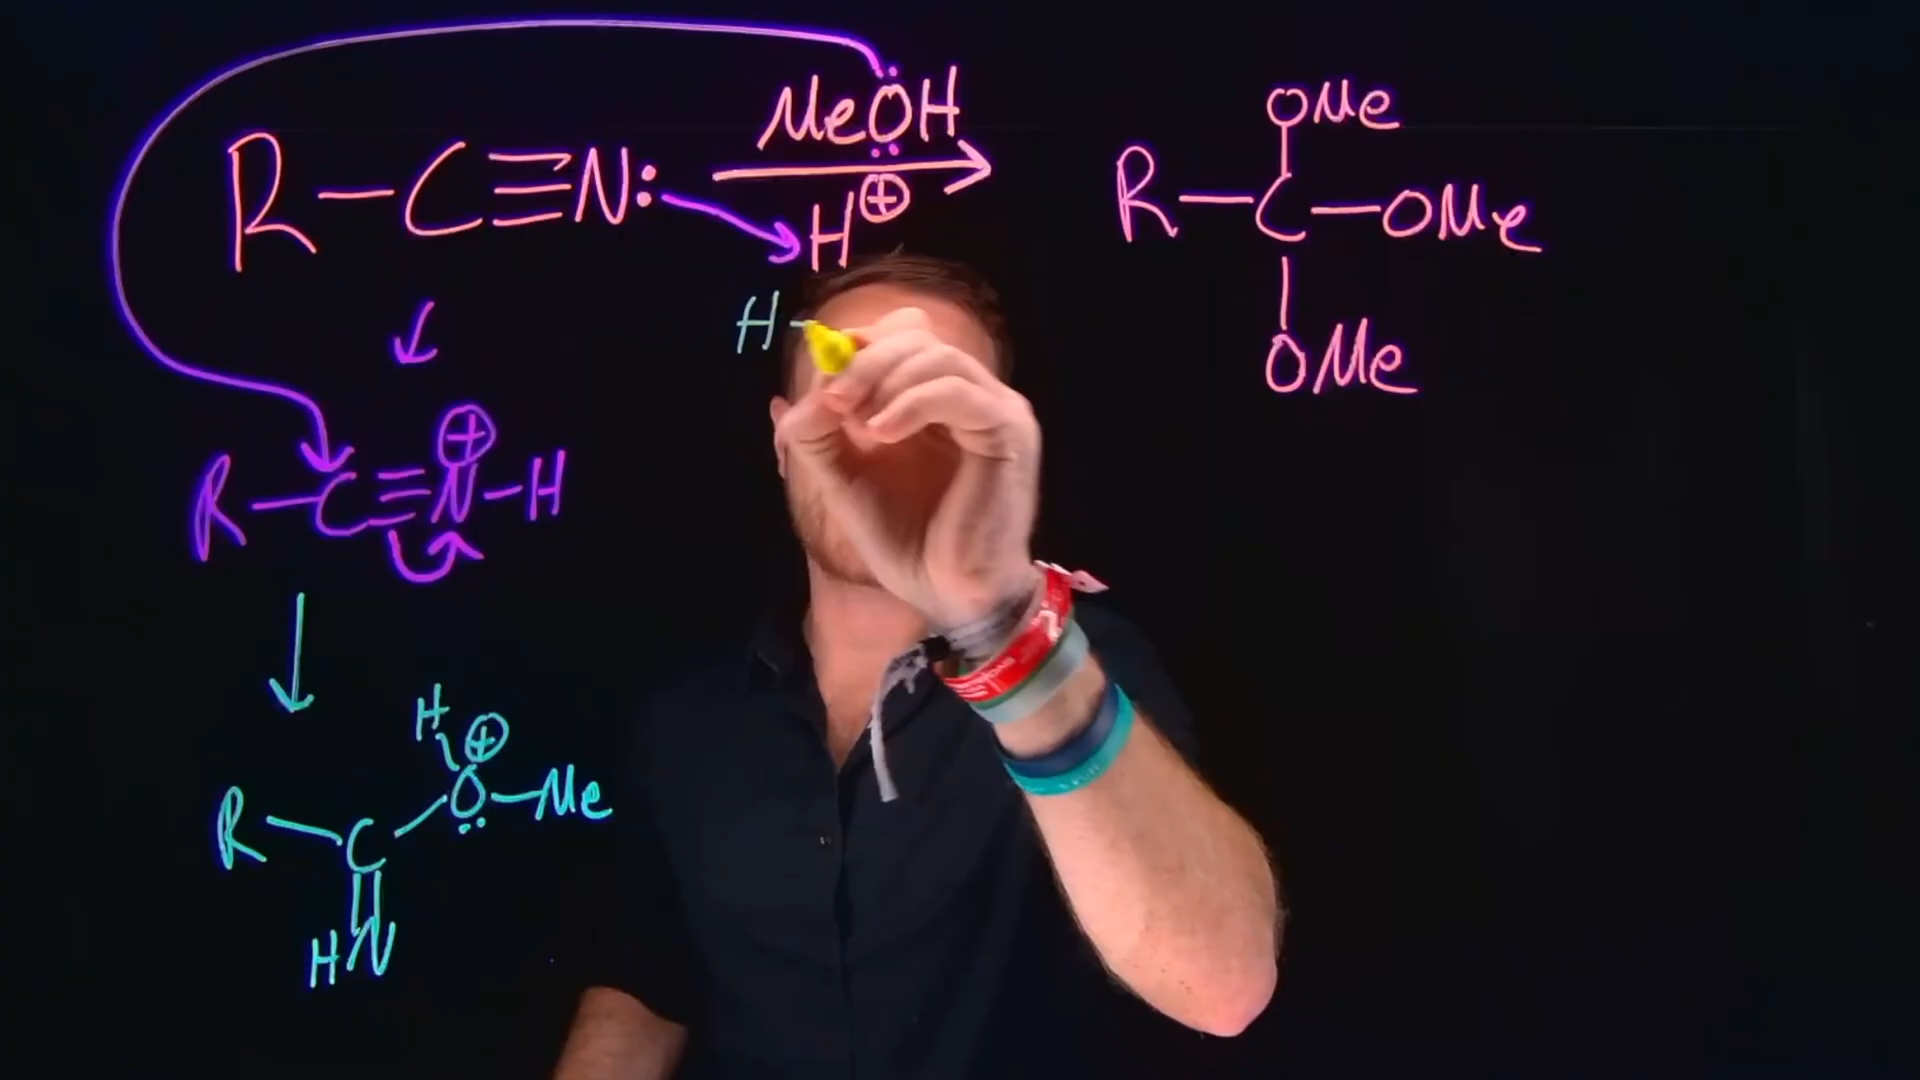 R-C≡N: MeÖH H⊕
OMe
R-C-OMe
OMe
H-
R-C≡N⊕-H
H
R-C-O⊕-Me
HN